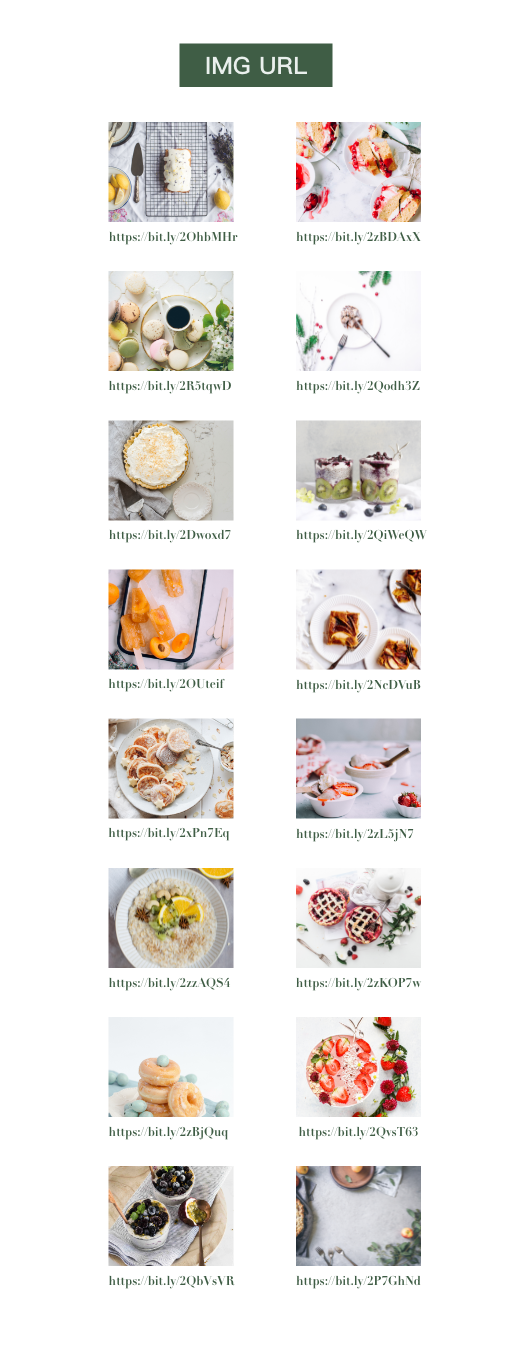 IMG URL
https://bit.ly/2OhbMHr
https://bit.ly/2zBDAxX
https://bit.ly/2R5tqwD
https://bit.ly/2Qodh3Z
https://bit.ly/2Dwoxd7
https://bit.ly/2QiWeQW
https://bit.ly/2OUteif
https://bit.ly/2NeDVuB
https://bit.ly/2xPn7Eq
https://bit.ly/2zL5jN7
https://bit.ly/2zzAQS4
https://bit.ly/2zKOP7w
https://bit.ly/2zBjQuq
https://bit.ly/2QvsT63
https://bit.ly/2QbVsVR
https://bit.ly/2P7GhNd